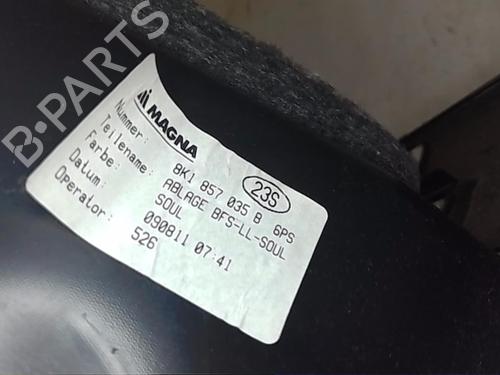 B-PARTS
MAGNA
23S
Nummer: 8K1 857 035 B 6PS
Teilename: ABLAGE BFS-LL-SOUL
Farbe: SOUL
Datum: 090811 07:41
Operator: 526